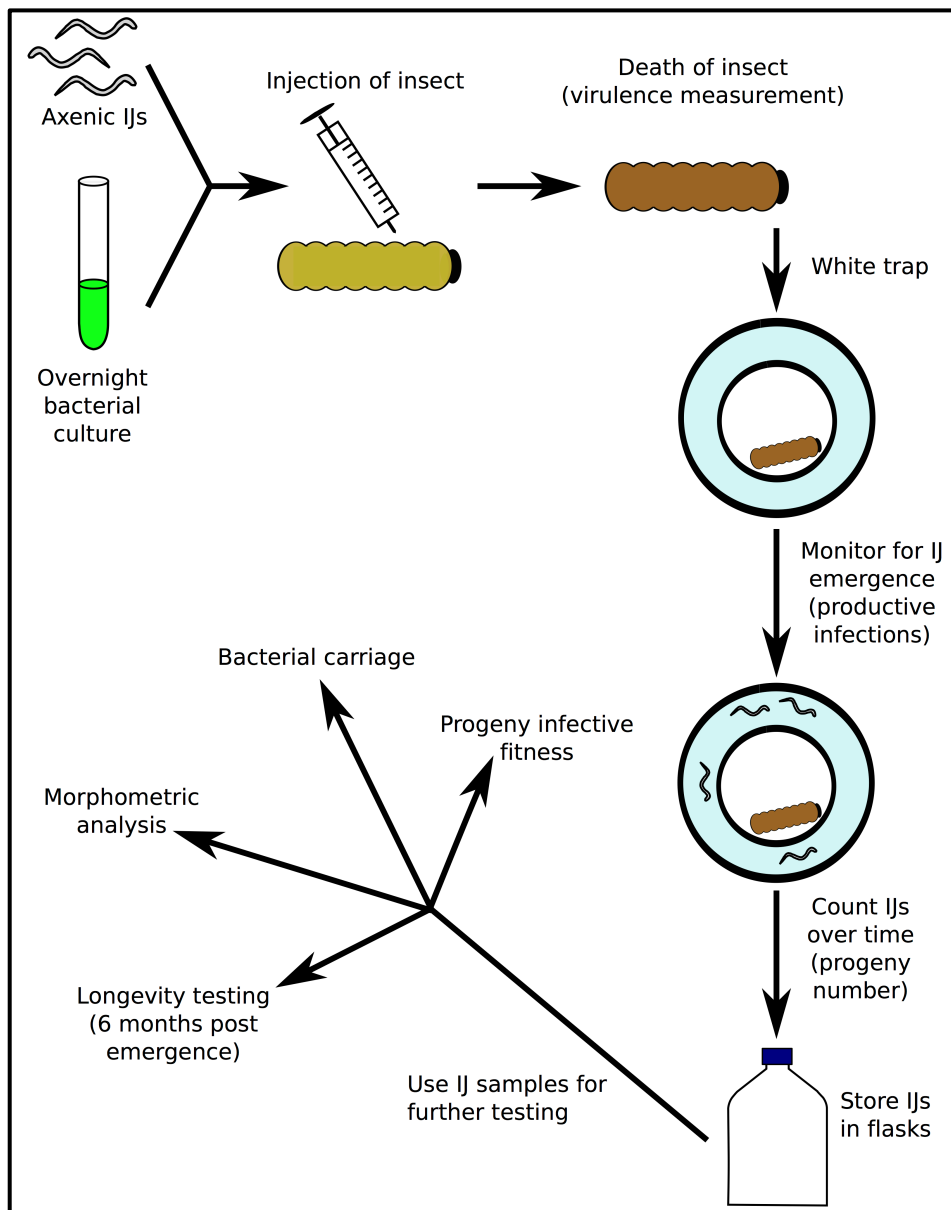 Axenic IJs
Overnight
bacterial
culture
Injection of insect
Death of insect
(virulence measurement)
White trap
Monitor for IJ
emergence
(productive
infections)
Count IJs
over time
(progeny
number)
Store IJs
in flasks
Use IJ samples for
further testing
Bacterial carriage
Progeny infective
fitness
Morphometric
analysis
Longevity testing
(6 months post
emergence)